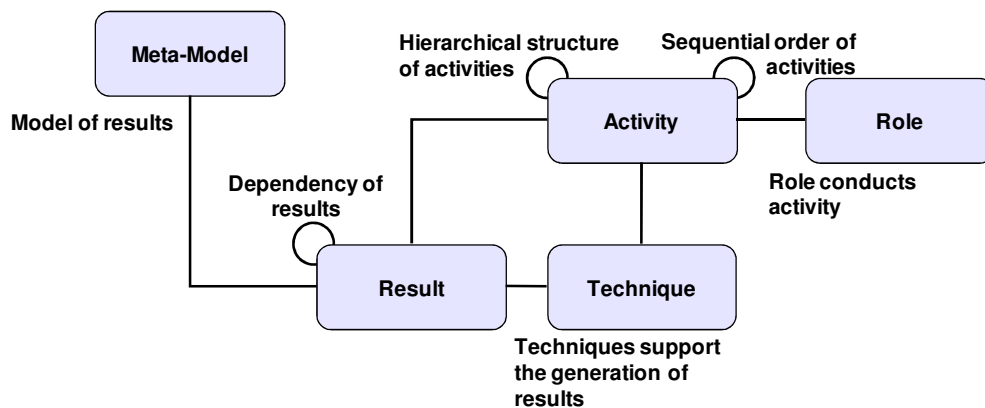 Meta-Model
Hierarchical structure
of activities
Sequential order of
activities
Model of results
Activity
Role
Dependency of
results
Role conducts
activity
Result
Technique
Techniques support
the generation of
results